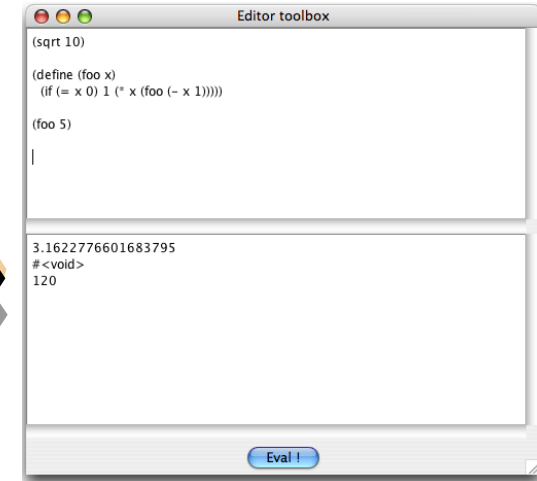 Editor toolbox
(sqrt 10)
(define (foo x)
(if (= x 0) 1 (* x (foo (– x 1)))))
(foo 5)
3.1622776601683795
#<void>
120
Eval !